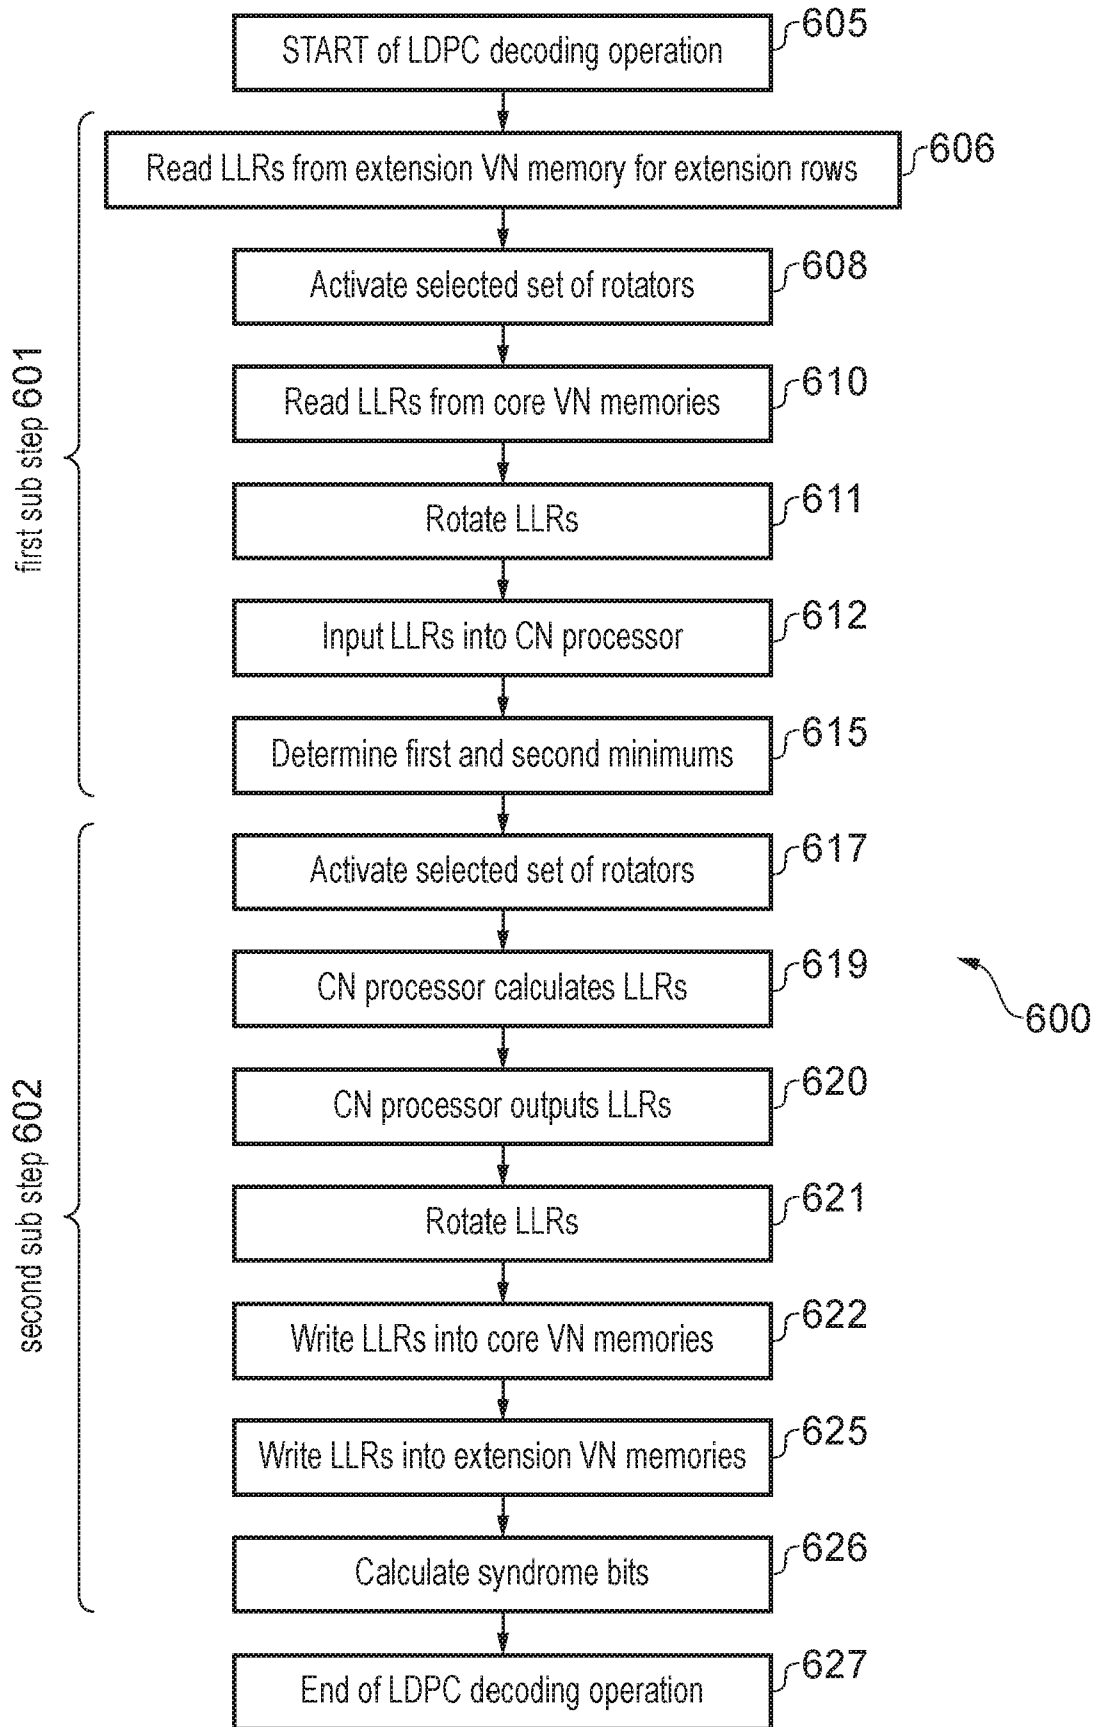 START of LDPC decoding operation 605
Read LLRs from extension VN memory for extension rows 606
Activate selected set of rotators 608
Read LLRs from core VN memories 610
Rotate LLRs 611
Input LLRs into CN processor 612
Determine first and second minimums 615
first sub step 601
Activate selected set of rotators 617
CN processor calculates LLRs 619
CN processor outputs LLRs 620
Rotate LLRs 621
Write LLRs into core VN memories 622
Write LLRs into extension VN memories 625
Calculate syndrome bits 626
second sub step 602
600
End of LDPC decoding operation 627